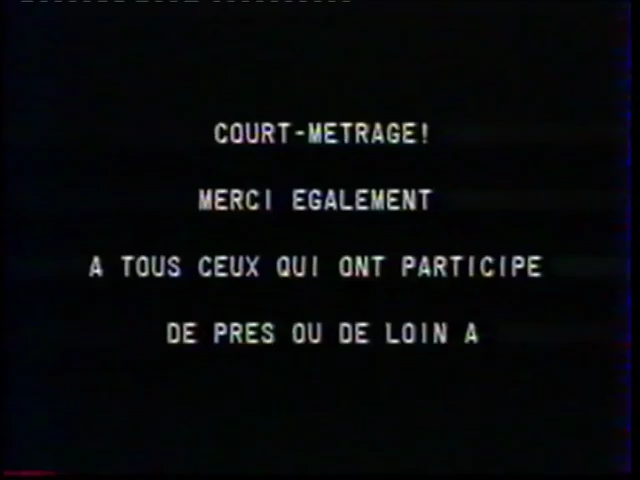 COURT-METRAGE!
MERCI EGALEMENT
A TOUS CEUX QUI ONT PARTICIPE
DE PRES OU DE LOIN A